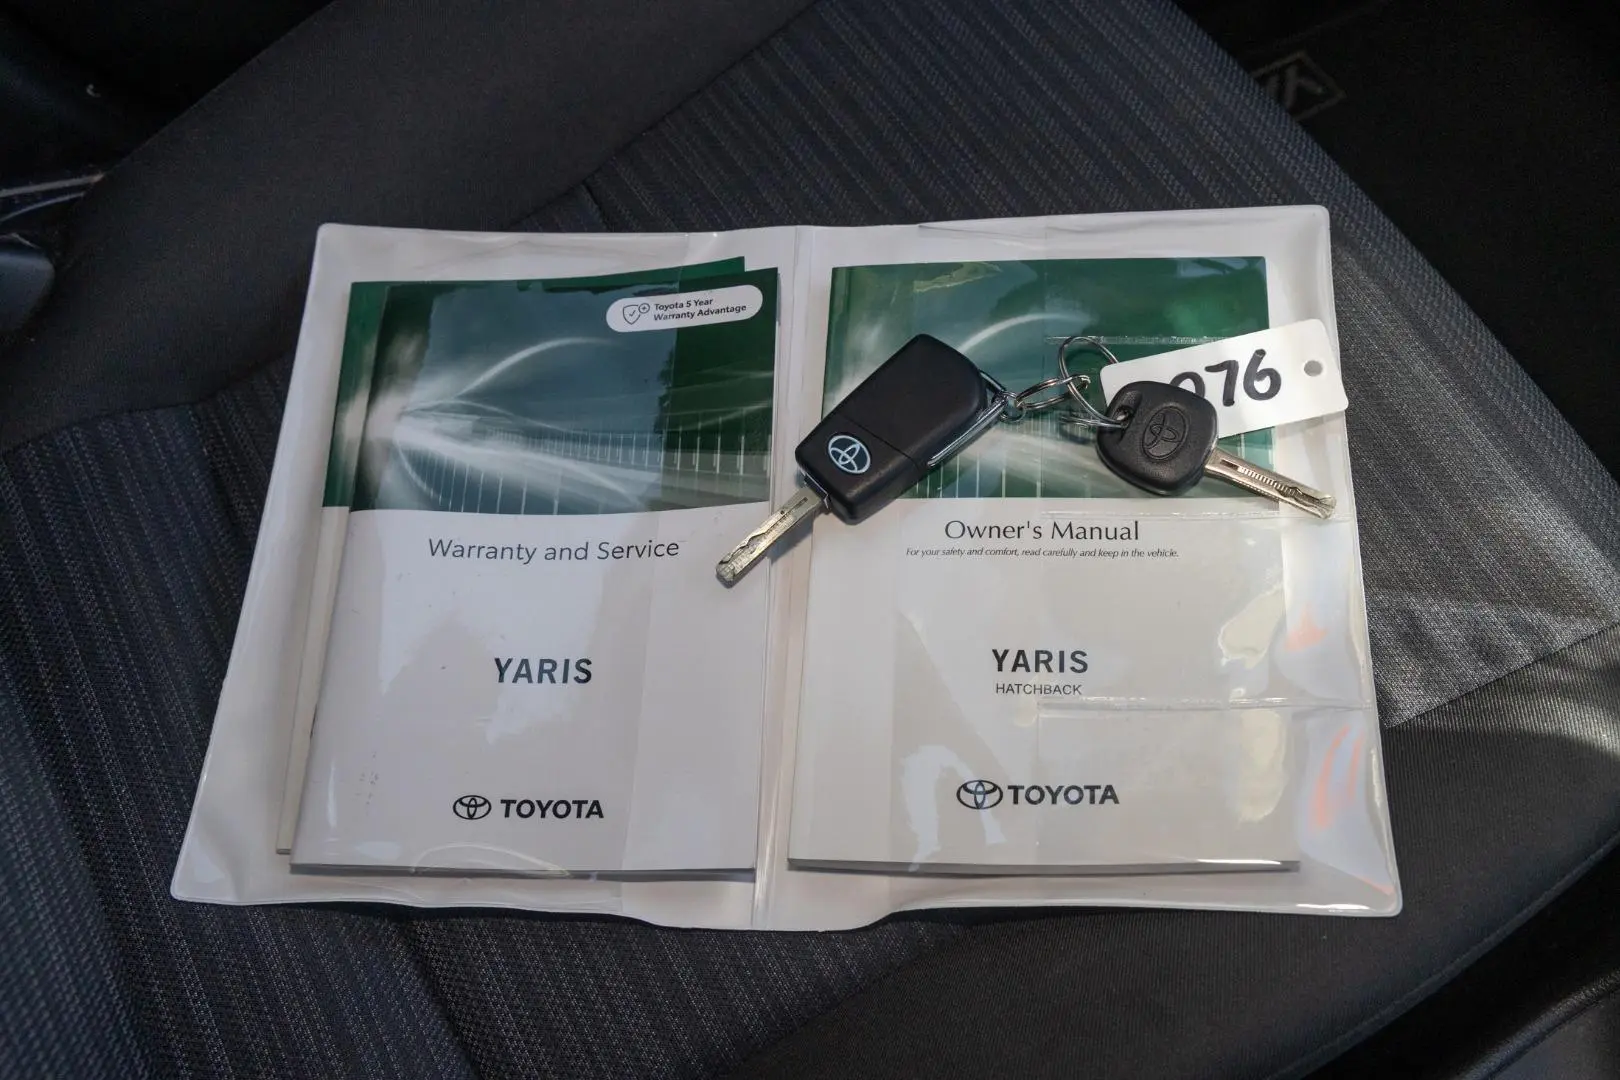 Toyota 5 Year
Warranty Advantage
Warranty and Service
YARIS
TOYOTA
076
Owner's Manual
For your safety and comfort, read carefully and keep in the vehicle.
YARIS
HATCHBACK
TOYOTA